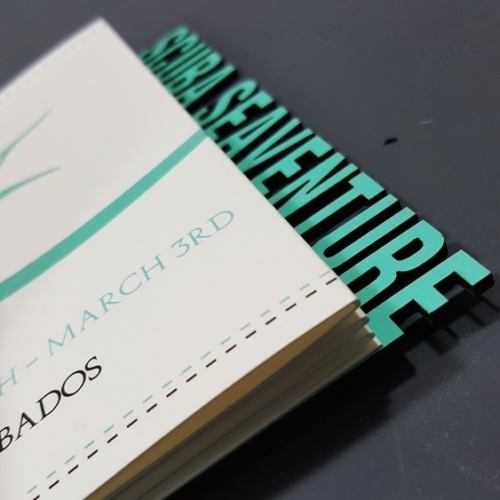 SCUBA SEAVENTURE
H - MARCH 3RD
BADOS